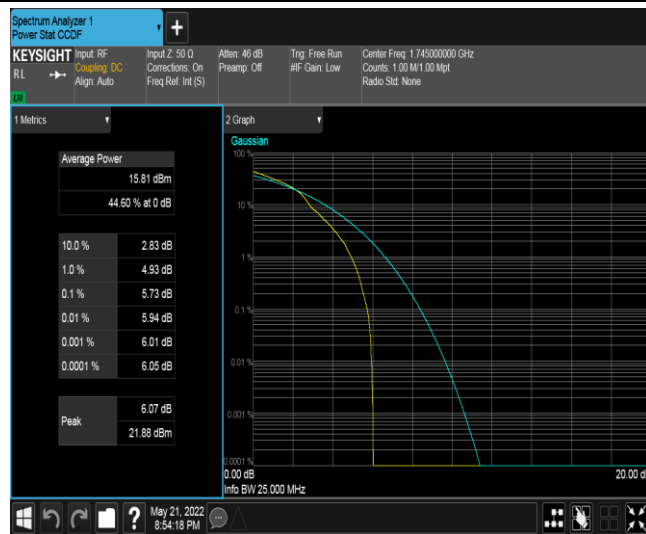 Spectrum Analyzer 1
Power Stat CCDF
+
KEYSIGHT
RL
LXI
Input: RF
Coupling: DC
Align: Auto
Input Z: 50 Ω
Corrections: On
Freq Ref: Int (S)
Atten: 46 dB
Preamp: Off
Trig: Free Run
#IF Gain: Low
Center Freq: 1.745000000 GHz
Counts: 1.00 M/1.00 Mpt
Radio Std: None
1 Metrics
Average Power
15.81 dBm
44.60 % at 0 dB
10.0 % 2.83 dB
1.0 % 4.93 dB
0.1 % 5.73 dB
0.01 % 5.94 dB
0.001 % 6.01 dB
0.0001 % 6.05 dB
Peak
6.07 dB
21.88 dBm
2 Graph
Gaussian
100 %
10 %
1 %
0.1 %
0.01 %
0.001 %
0.0001 %
0.00 dB
20.00 d
Info BW 25.000 MHz
?
May 21, 2022
8:54:18 PM